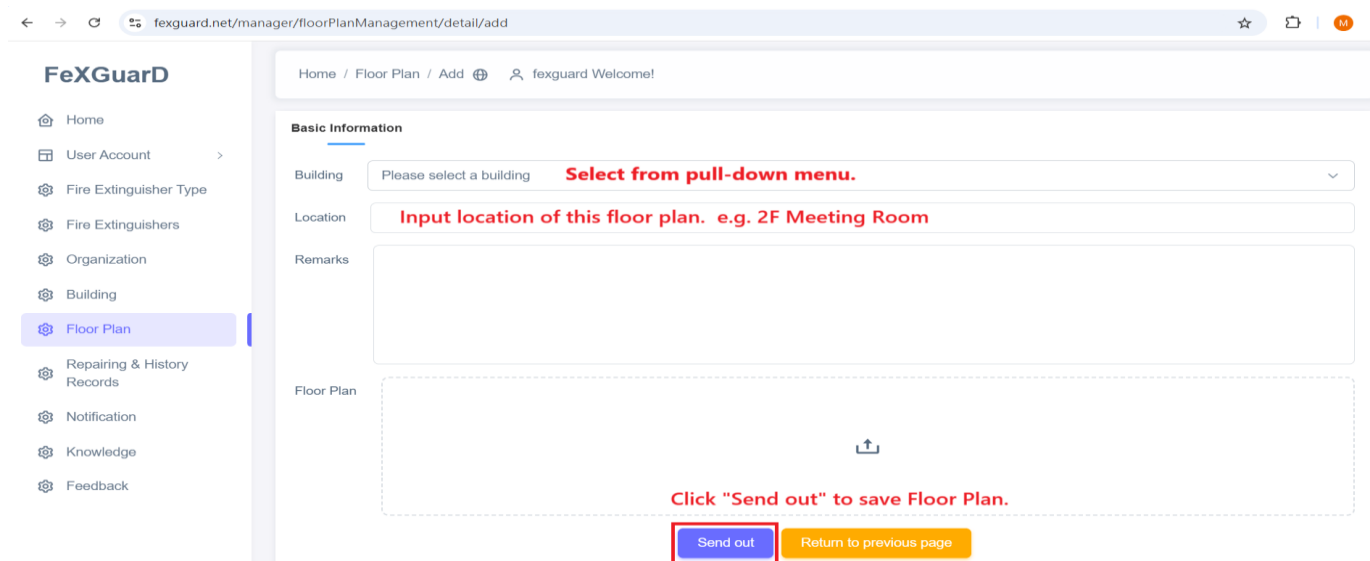 fexguard.net/manager/floorPlanManagement/detail/add
M
FeXGuarD
Home / Floor Plan / Add fexguard Welcome!
Home
User Account
Fire Extinguisher Type
Fire Extinguishers
Organization
Building
Floor Plan
Repairing & History
Records
Notification
Knowledge
Feedback
Basic Information
Building Please select a building Select from pull-down menu.
Location Input location of this floor plan. e.g. 2F Meeting Room
Remarks
Floor Plan
Click "Send out" to save Floor Plan.
Send out Return to previous page